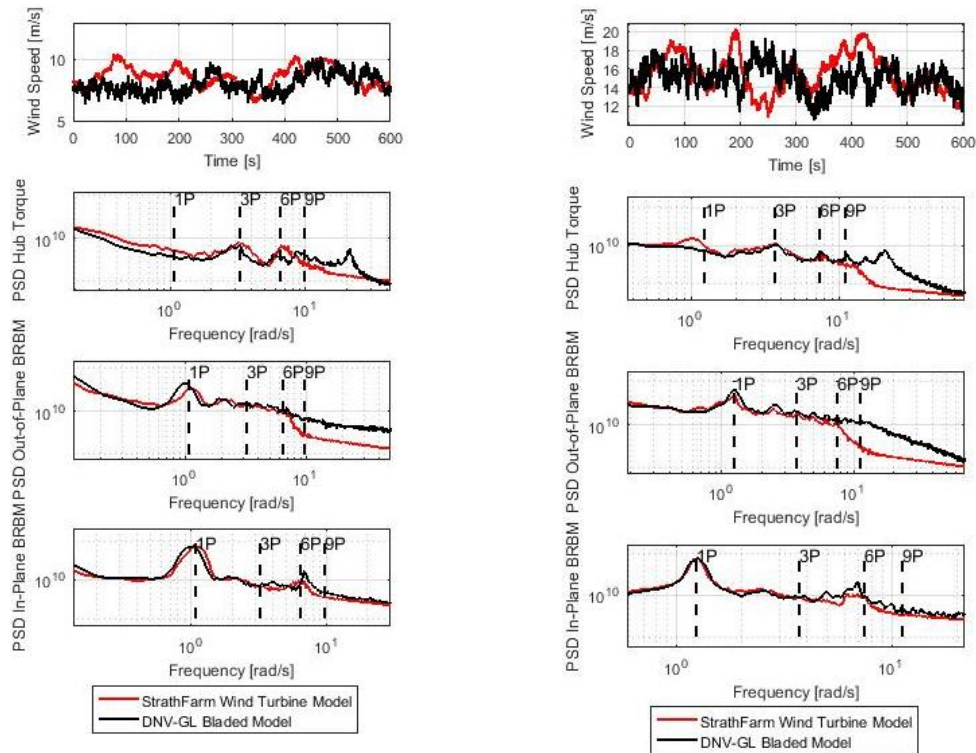 Wind Speed [m/s]
10
5
0 100 200 300 400 500 600
Time [s]
PSD Hub Torque
10^10
1P 3P 6P 9P
10^0 10^1
Frequency [rad/s]
PSD Out-of-Plane BRBM
10^10
1P 3P 6P 9P
10^0 10^1
Frequency [rad/s]
PSD In-Plane BRBM
10^10
1P 3P 6P 9P
10^0 10^1
Frequency [rad/s]
StrathFarm Wind Turbine Model
DNV-GL Bladed Model
Wind Speed [m/s]
20
18
16
14
12
0 100 200 300 400 500 600
Time [s]
PSD Hub Torque
10^10
1P 3P 6P 9P
10^0 10^1
Frequency [rad/s]
PSD Out-of-Plane BRBM
10^10
1P 3P 6P 9P
10^0 10^1
Frequency [rad/s]
PSD In-Plane BRBM
10^10
1P 3P 6P 9P
10^0 10^1
Frequency [rad/s]
StrathFarm Wind Turbine Model
DNV-GL Bladed Model